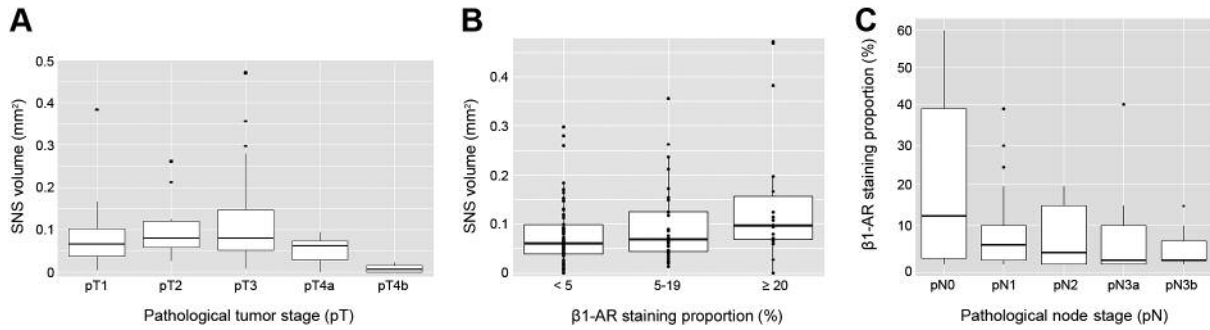 A
SNS volume (mm²)
0.5
0.4
0.3
0.2
0.1
0
pT1 pT2 pT3 pT4a pT4b
Pathological tumor stage (pT)
B
SNS volume (mm²)
0.4
0.3
0.2
0.1
0
< 5 5-19 ≥ 20
β1-AR staining proportion (%)
C
β1-AR staining proportion (%)
60
50
40
30
20
10
0
pN0 pN1 pN2 pN3a pN3b
Pathological node stage (pN)